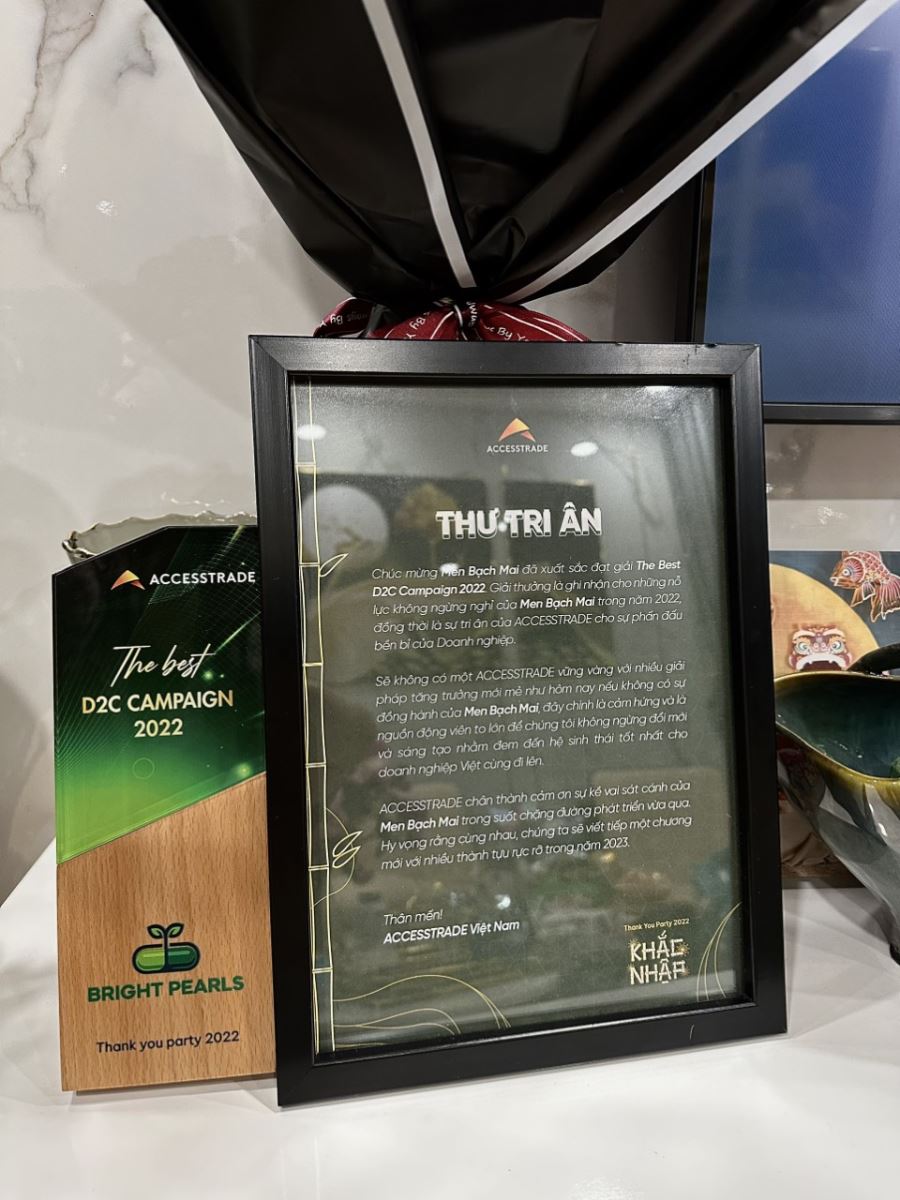 ACCESSTRADE
The best
D2C CAMPAIGN
2022
BRIGHT PEARLS
Thank you party 2022
By
By
ACCESSTRADE
THƯ TRI ÂN
Chúc mừng Men Bạch Mai đã xuất sắc đạt giải The Best
D2C Campaign 2022. Giải thưởng là ghi nhận cho những nỗ
lực không ngừng nghỉ của Men Bạch Mai trong năm 2022,
đồng thời là sự tri ân của ACCESSTRADE cho sự phấn đấu
bền bỉ của Doanh nghiệp.
Sẽ không có một ACCESSTRADE vững vàng với nhiều giải
pháp tăng trưởng mới mẻ như hôm nay nếu không có sự
đồng hành của Men Bạch Mai, đây chính là cảm hứng và là
nguồn động viên to lớn để chúng tôi không ngừng đổi mới
và sáng tạo nhằm đem đến hệ sinh thái tốt nhất cho
doanh nghiệp Việt cùng đi lên.
ACCESSTRADE chân thành cảm ơn sự kề vai sát cánh của
Men Bạch Mai trong suốt chặng đường phát triển vừa qua.
Hy vọng rằng cùng nhau, chúng ta sẽ viết tiếp một chương
mới với nhiều thành tựu rực rỡ trong năm 2023.
Thân mến!
ACCESSTRADE Việt Nam
Thank You Party 2022
KHẮC
NHẬP